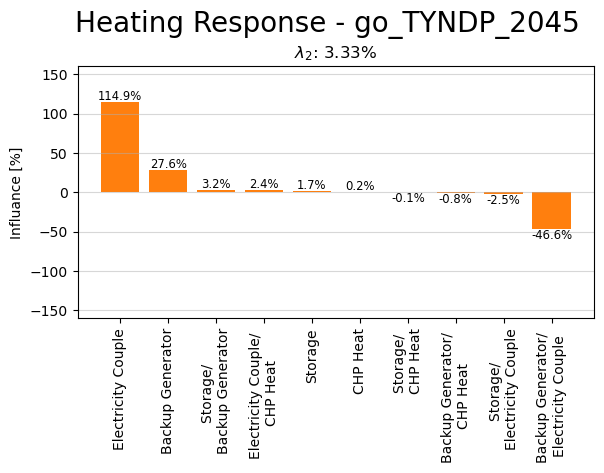 Heating Response - go_TYNDP_2045
λ₂: 3.33%
Influance [%]
150
100
50
0
−50
−100
−150
114.9%
27.6%
3.2%
2.4%
1.7%
0.2%
-0.1%
-0.8%
-2.5%
-46.6%
Electricity Couple
Backup Generator
Storage/
Backup Generator
Electricity Couple/
CHP Heat
Storage
CHP Heat
Storage/
CHP Heat
Backup Generator/
CHP Heat
Storage/
Electricity Couple
Backup Generator/
Electricity Couple